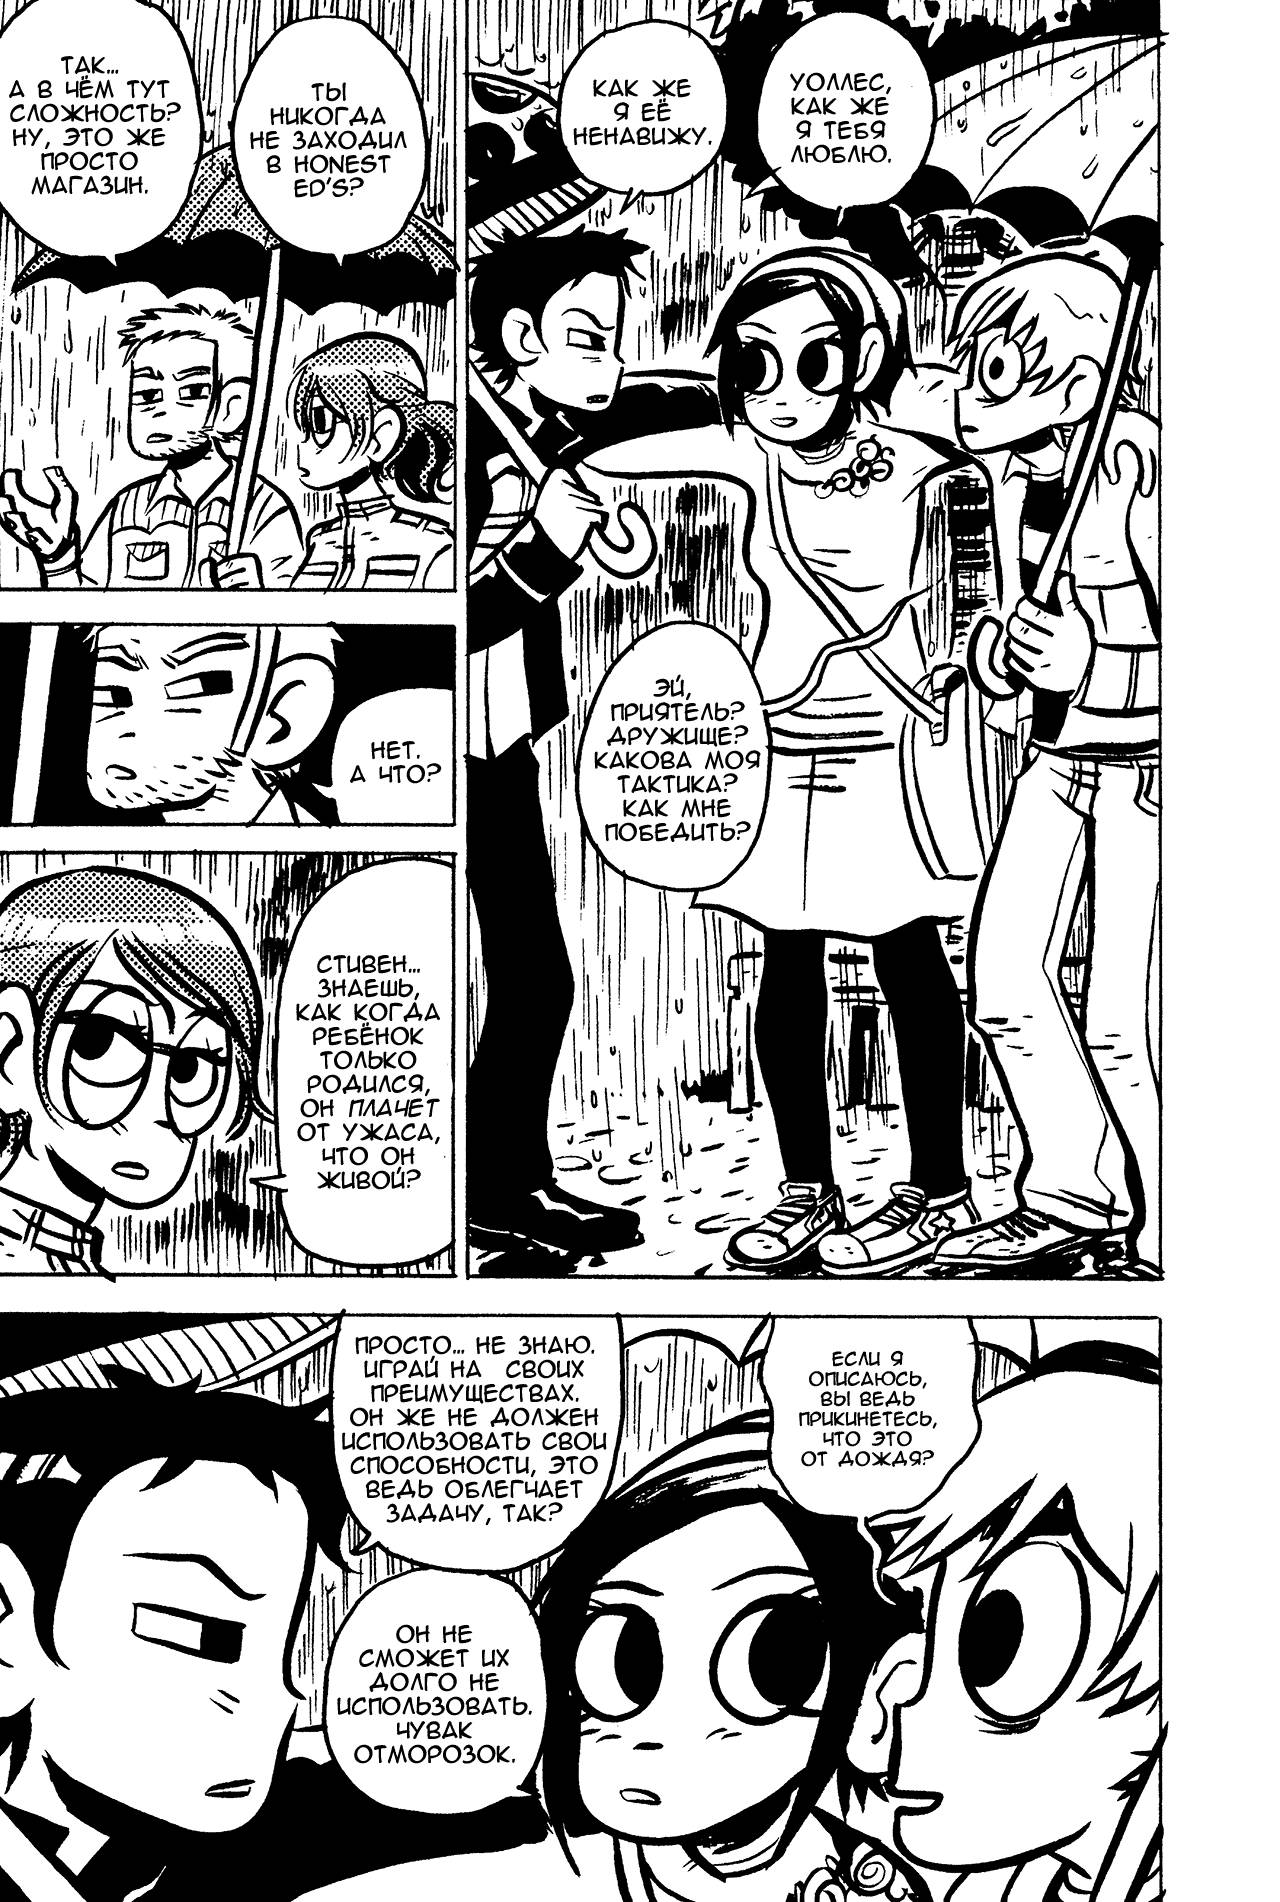 ТАК...
А В ЧЁМ ТУТ
СЛОЖНОСТЬ?
НУ, ЭТО ЖЕ
ПРОСТО
МАГАЗИН.
ТЫ
НИКОГДА
НЕ ЗАХОДИЛ
В HONEST
ED'S?
НЕТ.
А ЧТО?
СТИВЕН...
ЗНАЕШЬ,
КАК КОГДА
РЕБЁНОК
ТОЛЬКО
РОДИЛСЯ,
ОН ПЛАЧЕТ
ОТ УЖАСА,
ЧТО ОН
ЖИВОЙ?
КАК ЖЕ
Я ЕЁ
НЕНАВИЖУ.
УОЛЛЕС,
КАК ЖЕ
Я ТЕБЯ
ЛЮБЛЮ.
ЭЙ,
ПРИЯТЕЛЬ?
ДРУЖИЩЕ?
КАКОВА МОЯ
ТАКТИКА?
КАК МНЕ
ПОБЕДИТЬ?
ПРОСТО... НЕ ЗНАЮ.
ИГРАЙ НА СВОИХ
ПРЕИМУЩЕСТВАХ.
ОН ЖЕ НЕ ДОЛЖЕН
ИСПОЛЬЗОВАТЬ СВОИ
СПОСОБНОСТИ, ЭТО
ВЕДЬ ОБЛЕГЧАЕТ
ЗАДАЧУ, ТАК?
ЕСЛИ Я
ОПИСАЮСЬ,
ВЫ ВЕДЬ
ПРИКИНЕТЕСЬ,
ЧТО ЭТО
ОТ ДОЖДЯ?
ОН НЕ
СМОЖЕТ ИХ
ДОЛГО НЕ
ИСПОЛЬЗОВАТЬ.
ЧУВАК
ОТМОРОЗОК.